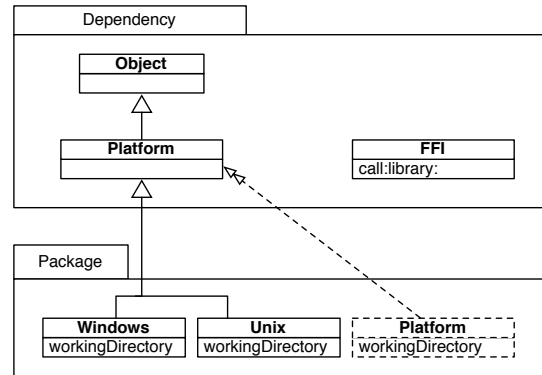 Dependency
Object
Platform
FFI
call:library:
Package
Windows
workingDirectory
Unix
workingDirectory
Platform
workingDirectory